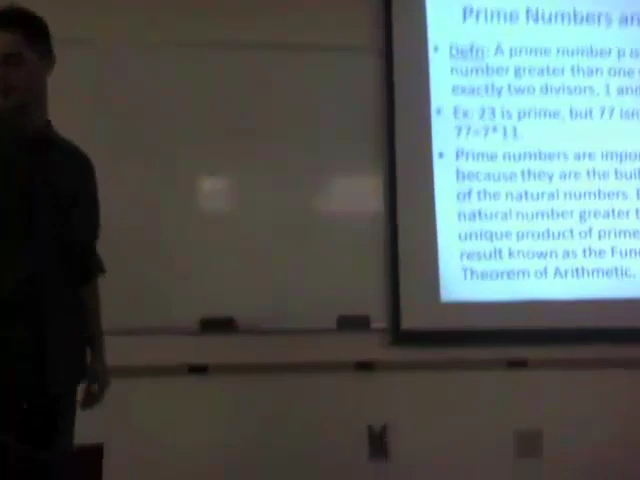 Prime Numbers an
• Defn: A prime number p is
number greater than one
exactly two divisors, 1 and
• Ex: 23 is prime, but 77 isn
77=7*11.
• Prime numbers are impor
because they are the buil
of the natural numbers.
natural number greater t
unique product of prime
result known as the Fun
Theorem of Arithmetic.